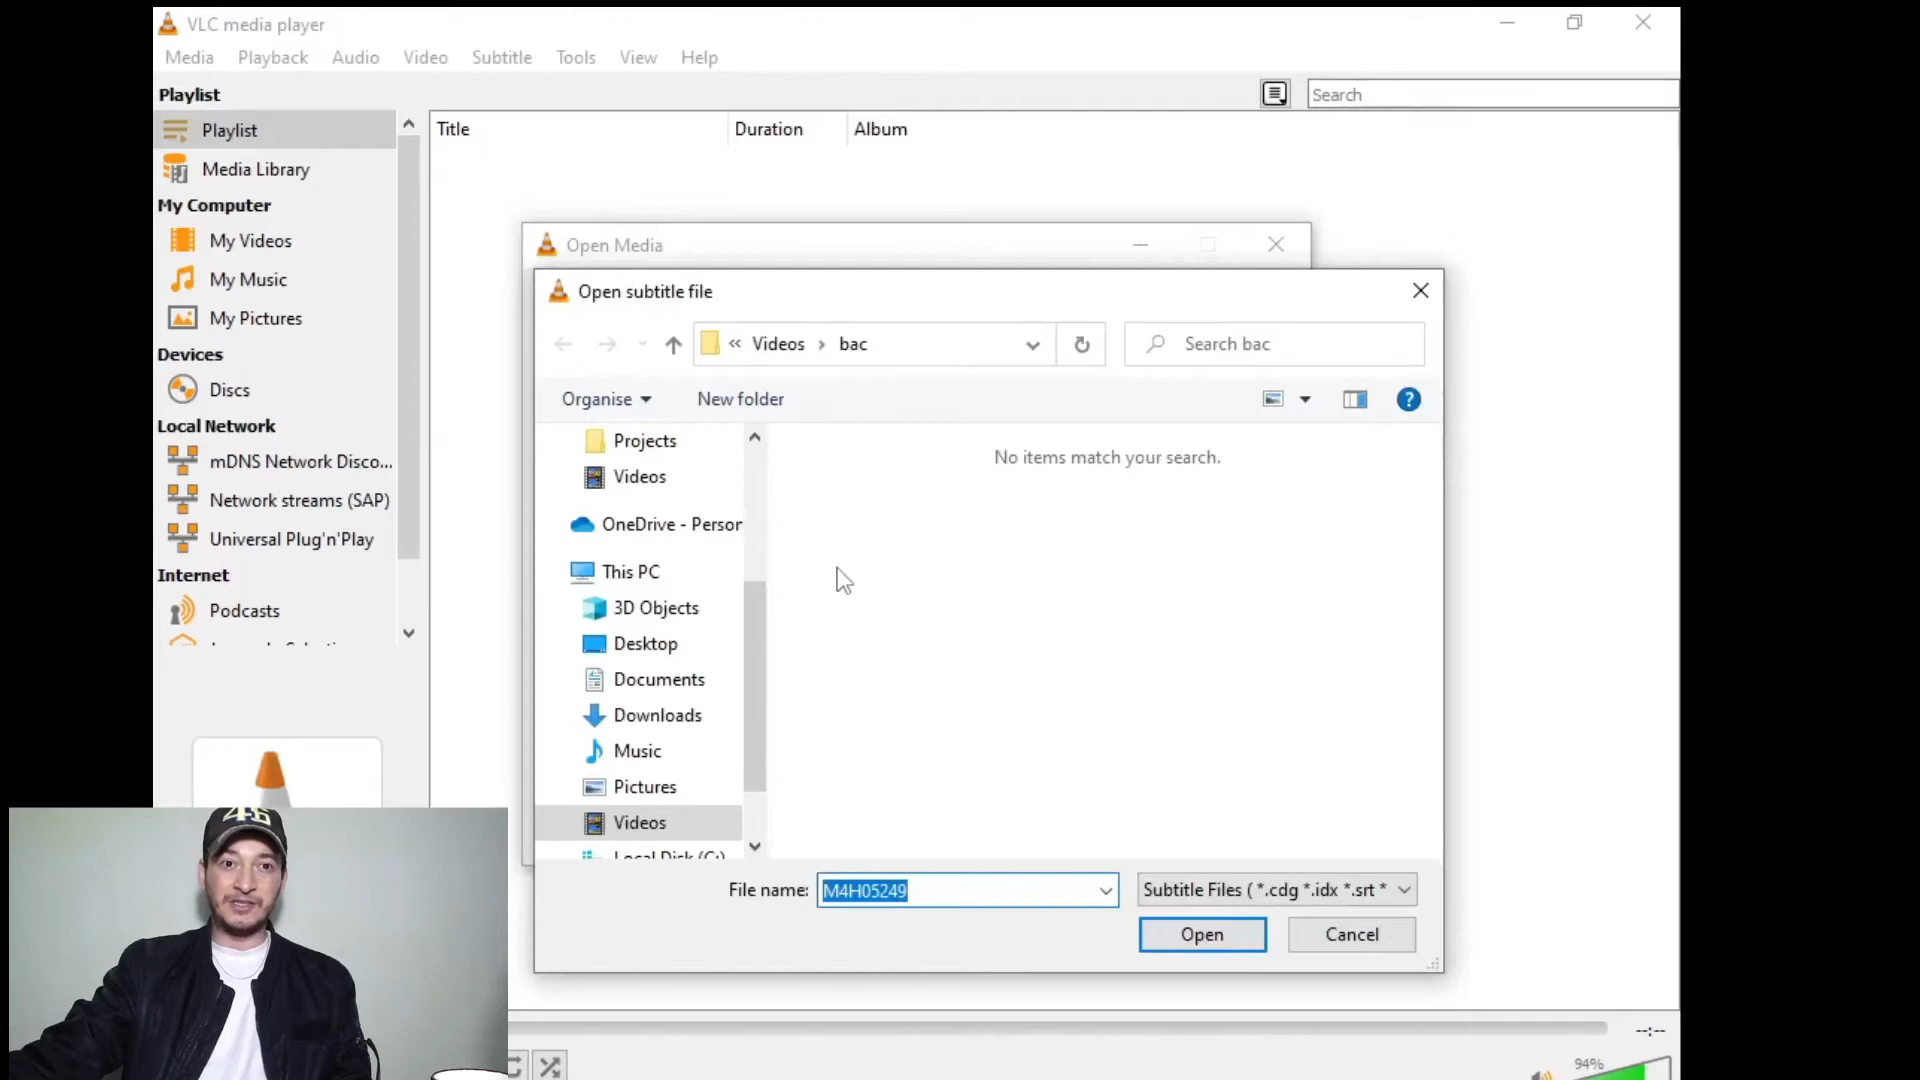 VLC media player
Media Playback Audio Video Subtitle Tools View Help
Playlist
Search
Playlist
Media Library
My Computer
My Videos
My Music
My Pictures
Devices
Discs
Local Network
mDNS Network Disco...
Network streams (SAP)
Universal Plug'n'Play
Internet
Podcasts
Title Duration Album
Open Media
Open subtitle file
« Videos › bac
Search bac
Organise New folder
Projects
Videos
OneDrive - Person
This PC
3D Objects
Desktop
Documents
Downloads
Music
Pictures
Videos
Local Disk (C:)
No items match your search.
File name: M4H05249
Subtitle Files ( *.cdg *.idx *.srt *
Open Cancel
--:--
94%
46